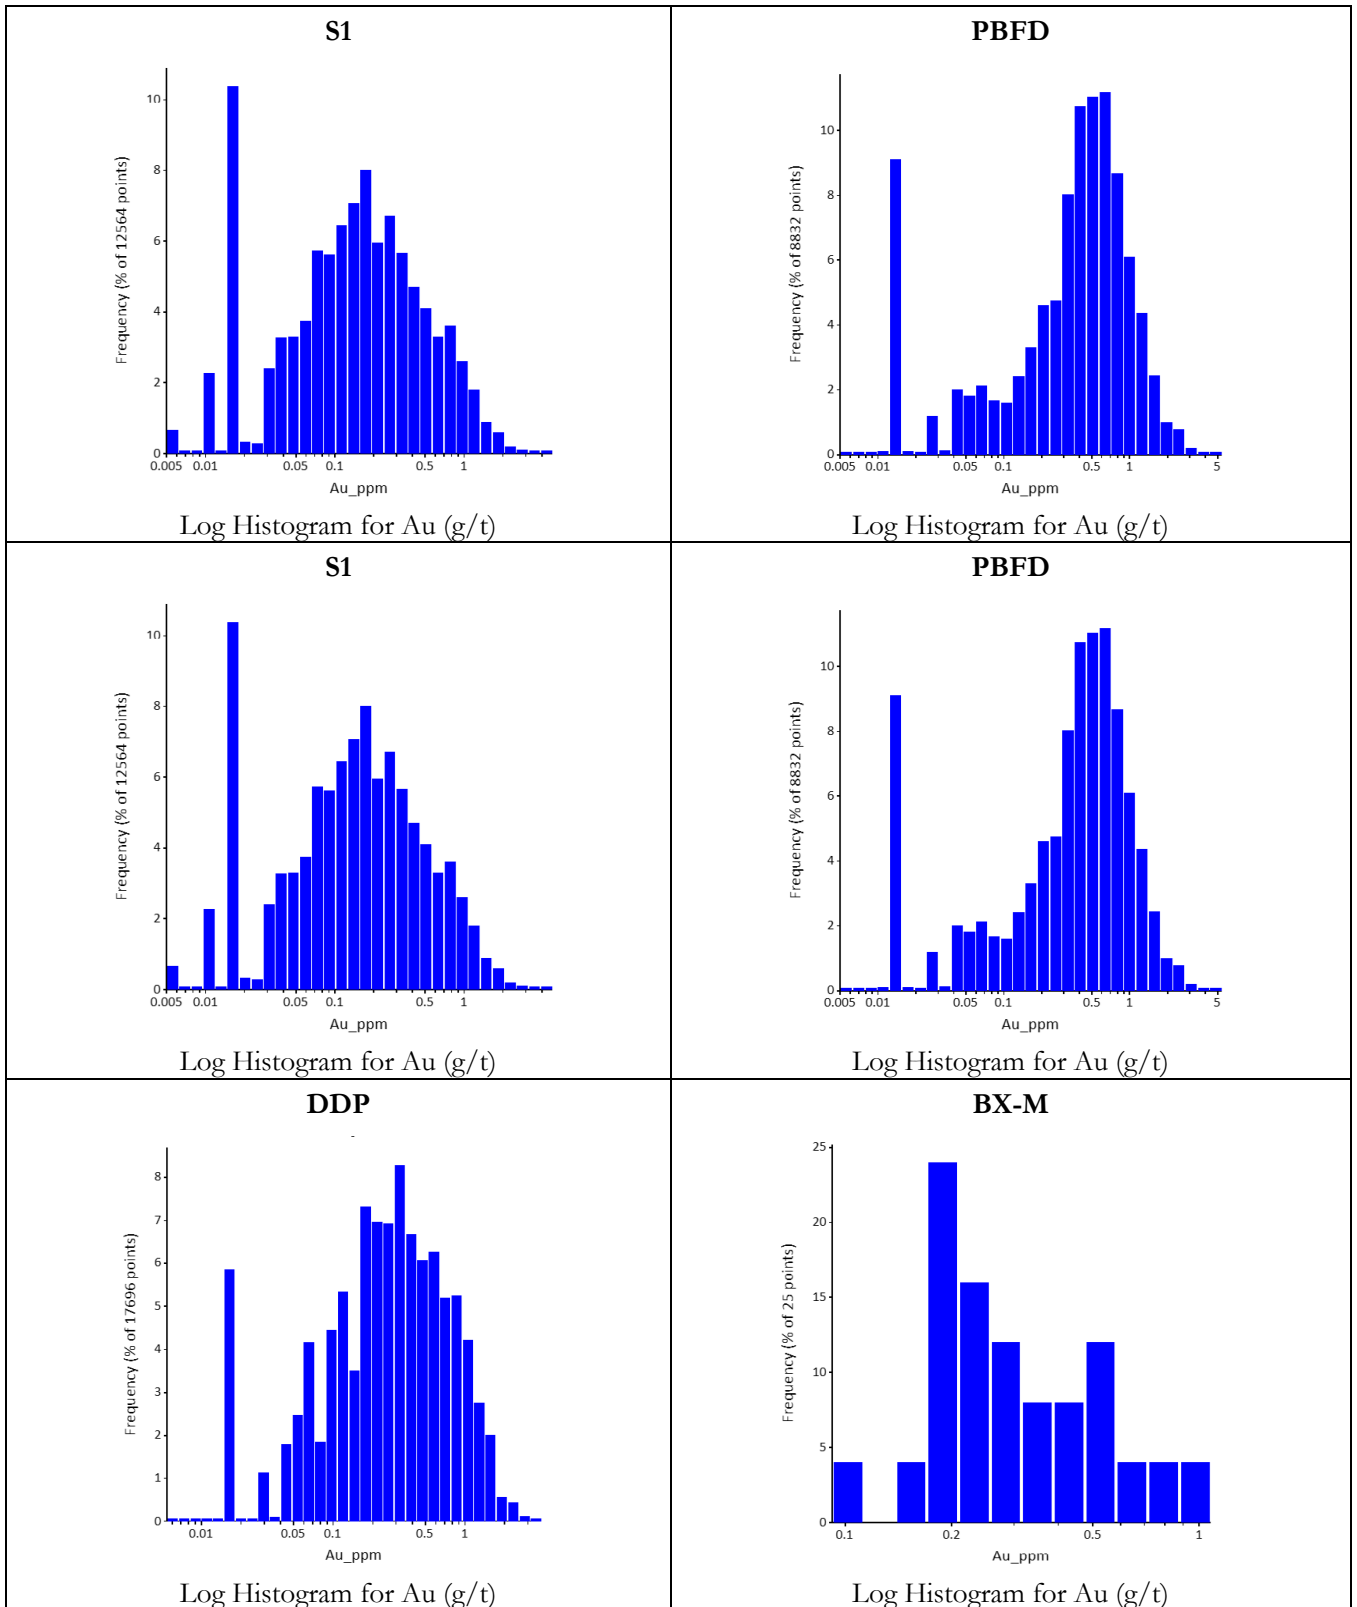 S1
10
8
6
4
2
0
Frequency (% of 12564 points)
0.005 0.01 0.05 0.1 0.5 1
Au_ppm
Log Histogram for Au (g/t)
PBFD
10
8
6
4
2
0
Frequency (% of 8832 points)
0.005 0.01 0.05 0.1 0.5 1 5
Au_ppm
Log Histogram for Au (g/t)
S1
10
8
6
4
2
0
Frequency (% of 12564 points)
0.005 0.01 0.05 0.1 0.5 1
Au_ppm
Log Histogram for Au (g/t)
PBFD
10
8
6
4
2
0
Frequency (% of 8832 points)
0.005 0.01 0.05 0.1 0.5 1 5
Au_ppm
Log Histogram for Au (g/t)
DDP
8
7
6
5
4
3
2
1
0
Frequency (% of 17696 points)
0.01 0.05 0.1 0.5 1
Au_ppm
Log Histogram for Au (g/t)
BX-M
25
20
15
10
5
0
Frequency (% of 25 points)
0.1 0.2 0.5 1
Au_ppm
Log Histogram for Au (g/t)